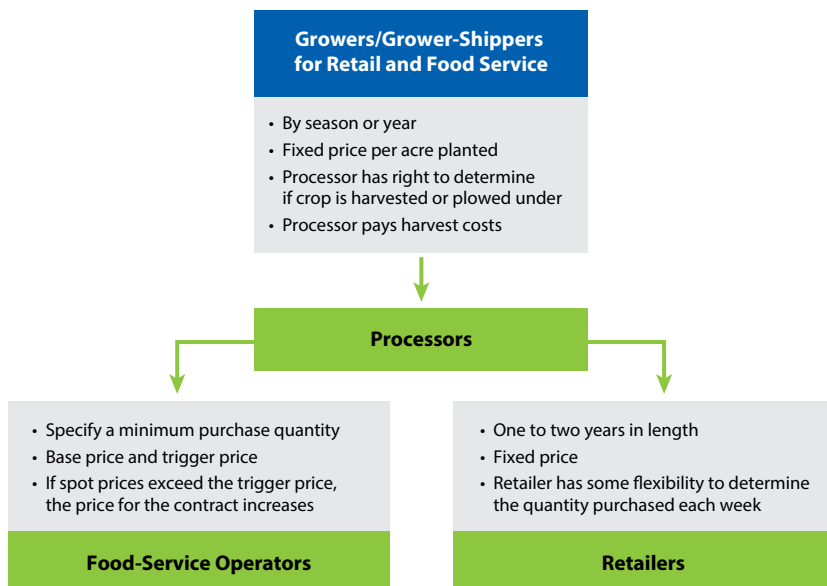 Growers/Grower-Shippers
for Retail and Food Service
• By season or year
• Fixed price per acre planted
• Processor has right to determine
if crop is harvested or plowed under
• Processor pays harvest costs
Processors
• Specify a minimum purchase quantity
• Base price and trigger price
• If spot prices exceed the trigger price,
the price for the contract increases
Food-Service Operators
• One to two years in length
• Fixed price
• Retailer has some flexibility to determine
the quantity purchased each week
Retailers